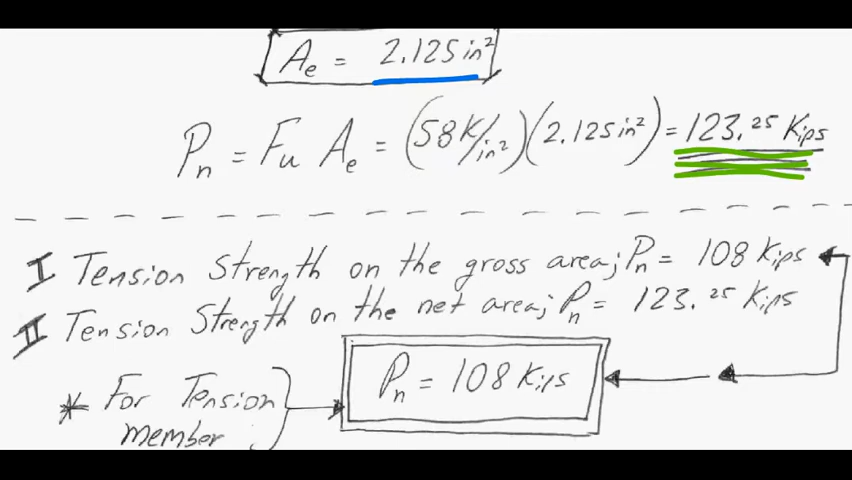 Ae = 2.125 in²
Pn = Fu Ae = (58 K/in²)(2.125 in²) = 123.25 Kips
I Tension Strength on the gross area; Pn = 108 Kips
II Tension Strength on the net area; Pn = 123.25 Kips
* For Tension member
Pn = 108 Kips